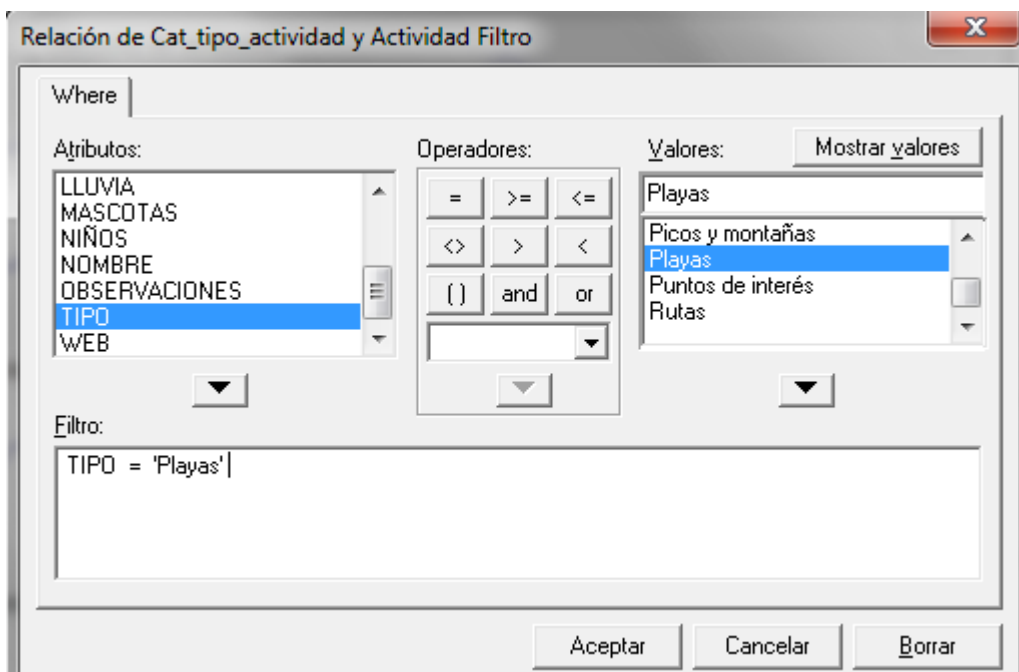 Relación de Cat_tipo_actividad y Actividad Filtro
x
Where
Atributos:
LLUVIA
MASCOTAS
NIÑOS
NOMBRE
OBSERVACIONES
TIPO
WEB
Operadores:
= >= <=
<> > <
( ) and or
Valores:
Mostrar valores
Playas
Picos y montañas
Playas
Puntos de interés
Rutas
Filtro:
TIPO = 'Playas'
Aceptar
Cancelar
Borrar